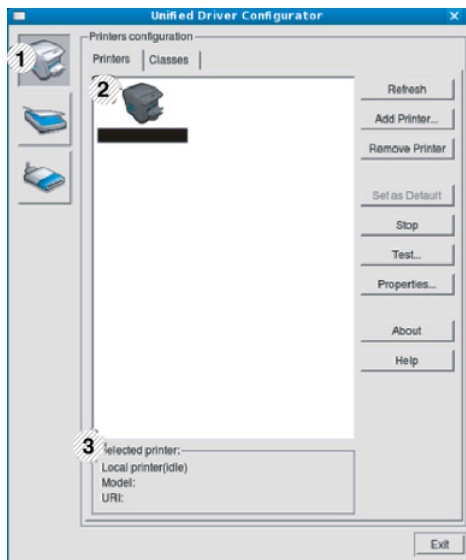 Unified Driver Configurator
Printers configuration
1
Printers
Classes
2
Refresh
Add Printer...
Remove Printer
Set as Default
Stop
Test...
Properties...
About
Help
3
Selected printer:
Local printer(idle)
Model:
URI:
Exit